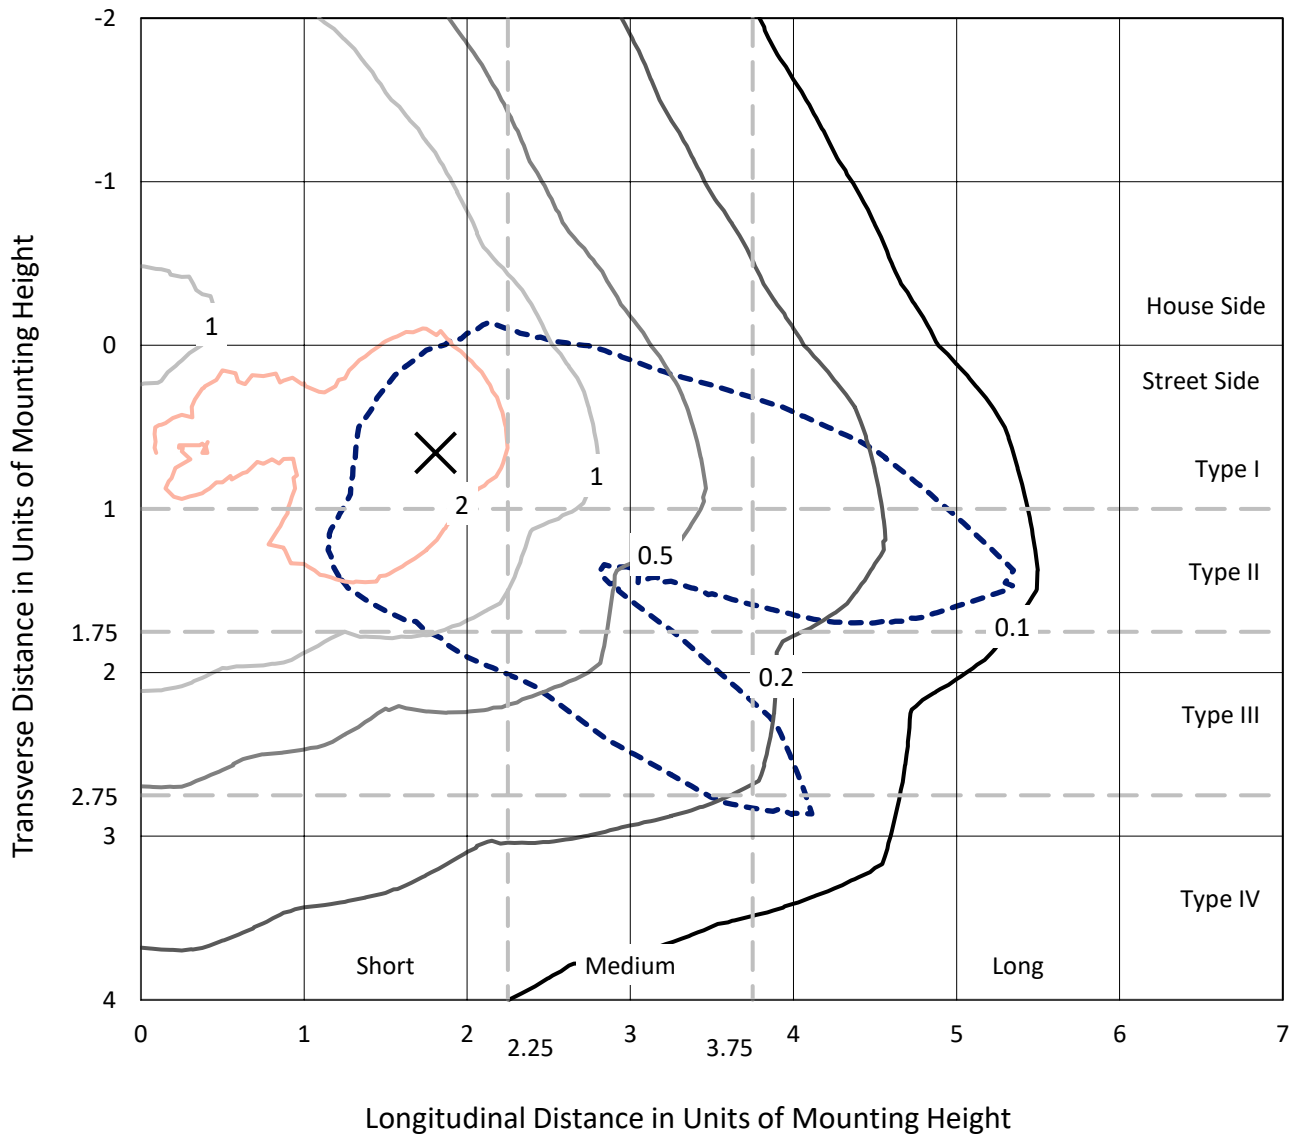 -2
-1
0
1
1.75
2
2.75
3
4
Transverse Distance in Units of Mounting Height
House Side
Street Side
Type I
Type II
Type III
Type IV
1
1
2
0.5
0.2
0.1
Short
Medium
Long
0
1
2
2.25
3
3.75
4
5
6
7
Longitudinal Distance in Units of Mounting Height